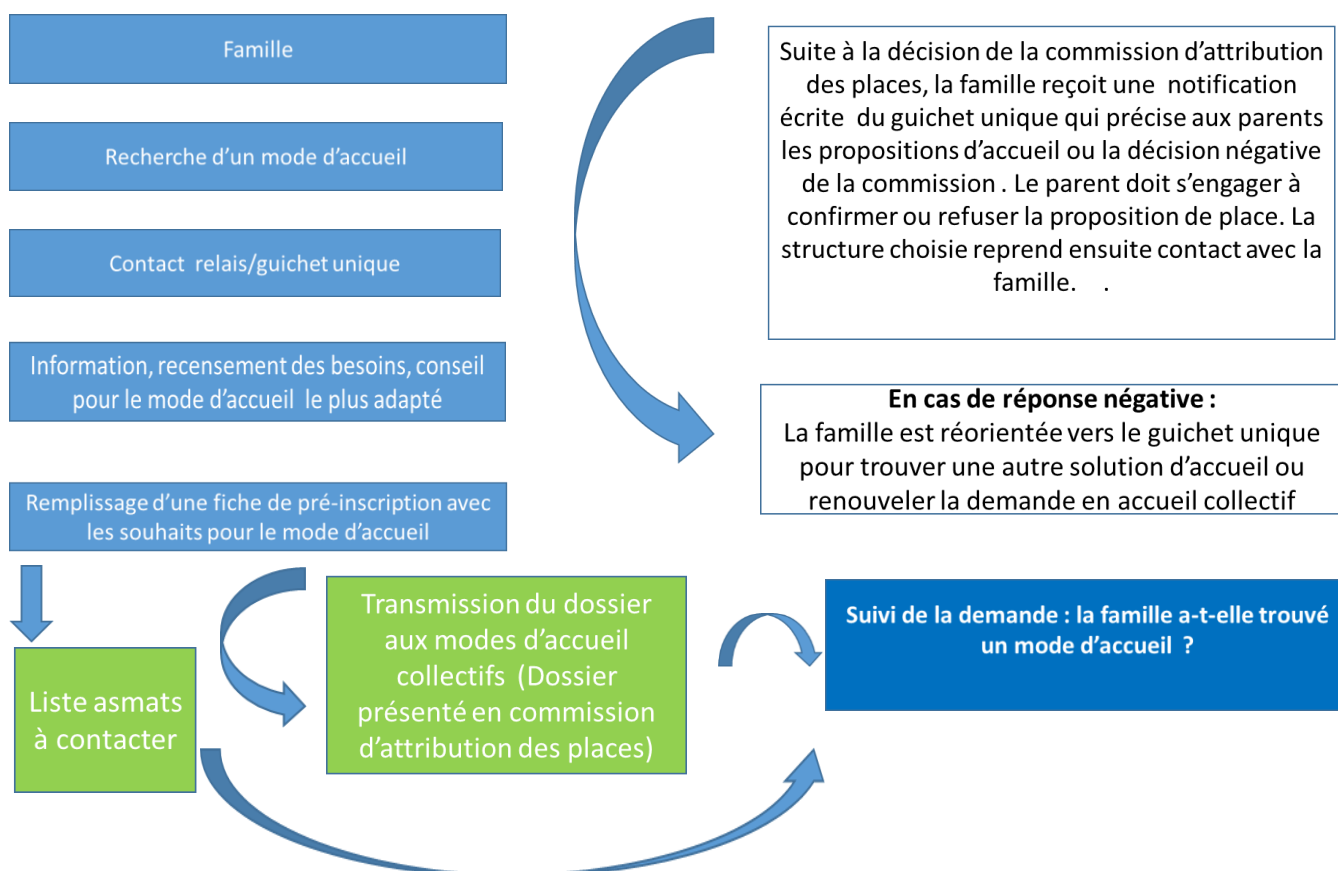 Famille
Recherche d'un mode d'accueil
Contact relais/guichet unique
Information, recensement des besoins, conseil
pour le mode d'accueil le plus adapté
Remplissage d'une fiche de pré-inscription avec
les souhaits pour le mode d'accueil
Liste asmats
à contacter
Transmission du dossier
aux modes d'accueil
collectifs (Dossier
présenté en commission
d'attribution des places)
Suite à la décision de la commission d'attribution
des places, la famille reçoit une notification
écrite du guichet unique qui précise aux parents
les propositions d'accueil ou la décision négative
de la commission . Le parent doit s'engager à
confirmer ou refuser la proposition de place. La
structure choisie reprend ensuite contact avec la
famille. .
En cas de réponse négative :
La famille est réorientée vers le guichet unique
pour trouver une autre solution d'accueil ou
renouveler la demande en accueil collectif
Suivi de la demande : la famille a-t-elle trouvé
un mode d'accueil ?